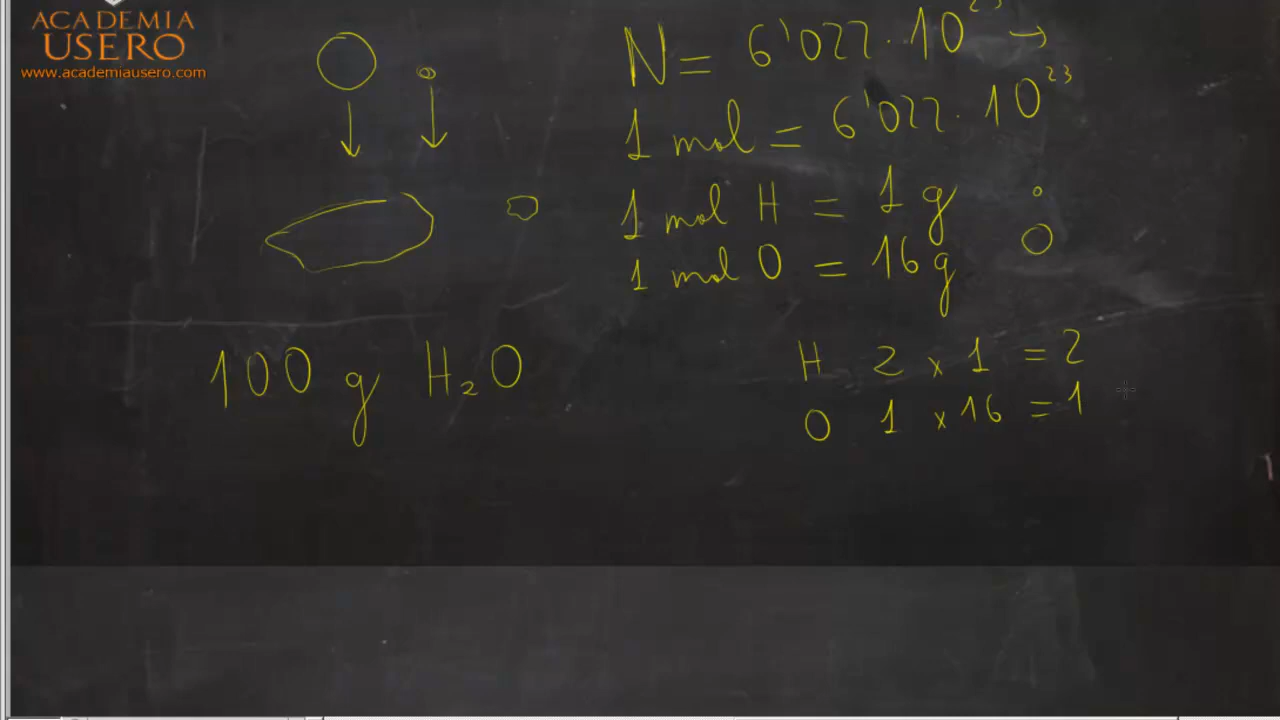 ACADEMIA
USERO
www.academiausero.com
N = 6'022 · 10²³ →
1 mol = 6'022 · 10²³
1 mol H = 1 g
1 mol O = 16 g
100 g H₂O
H 2 x 1 = 2
O 1 x 16 = 1